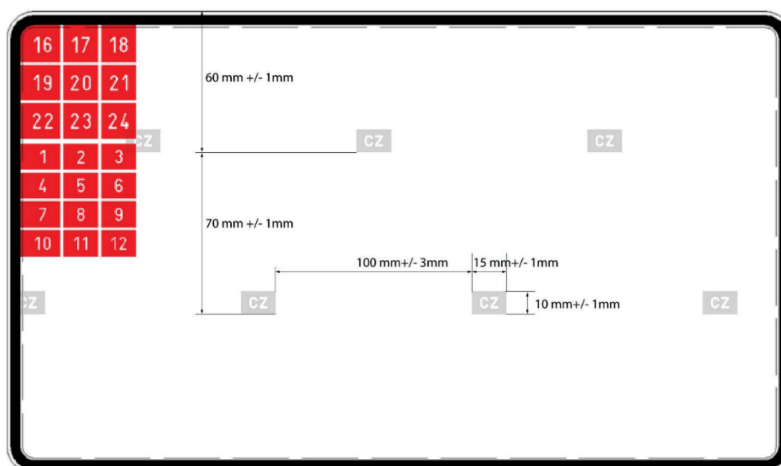 16 17 18
19 20 21
22 23 24
1 2 3
4 5 6
7 8 9
10 11 12
60 mm +/- 1mm
CZ CZ CZ
70 mm +/- 1mm
100 mm+/- 3mm 15 mm+/- 1mm
CZ CZ CZ CZ
10 mm+/- 1mm